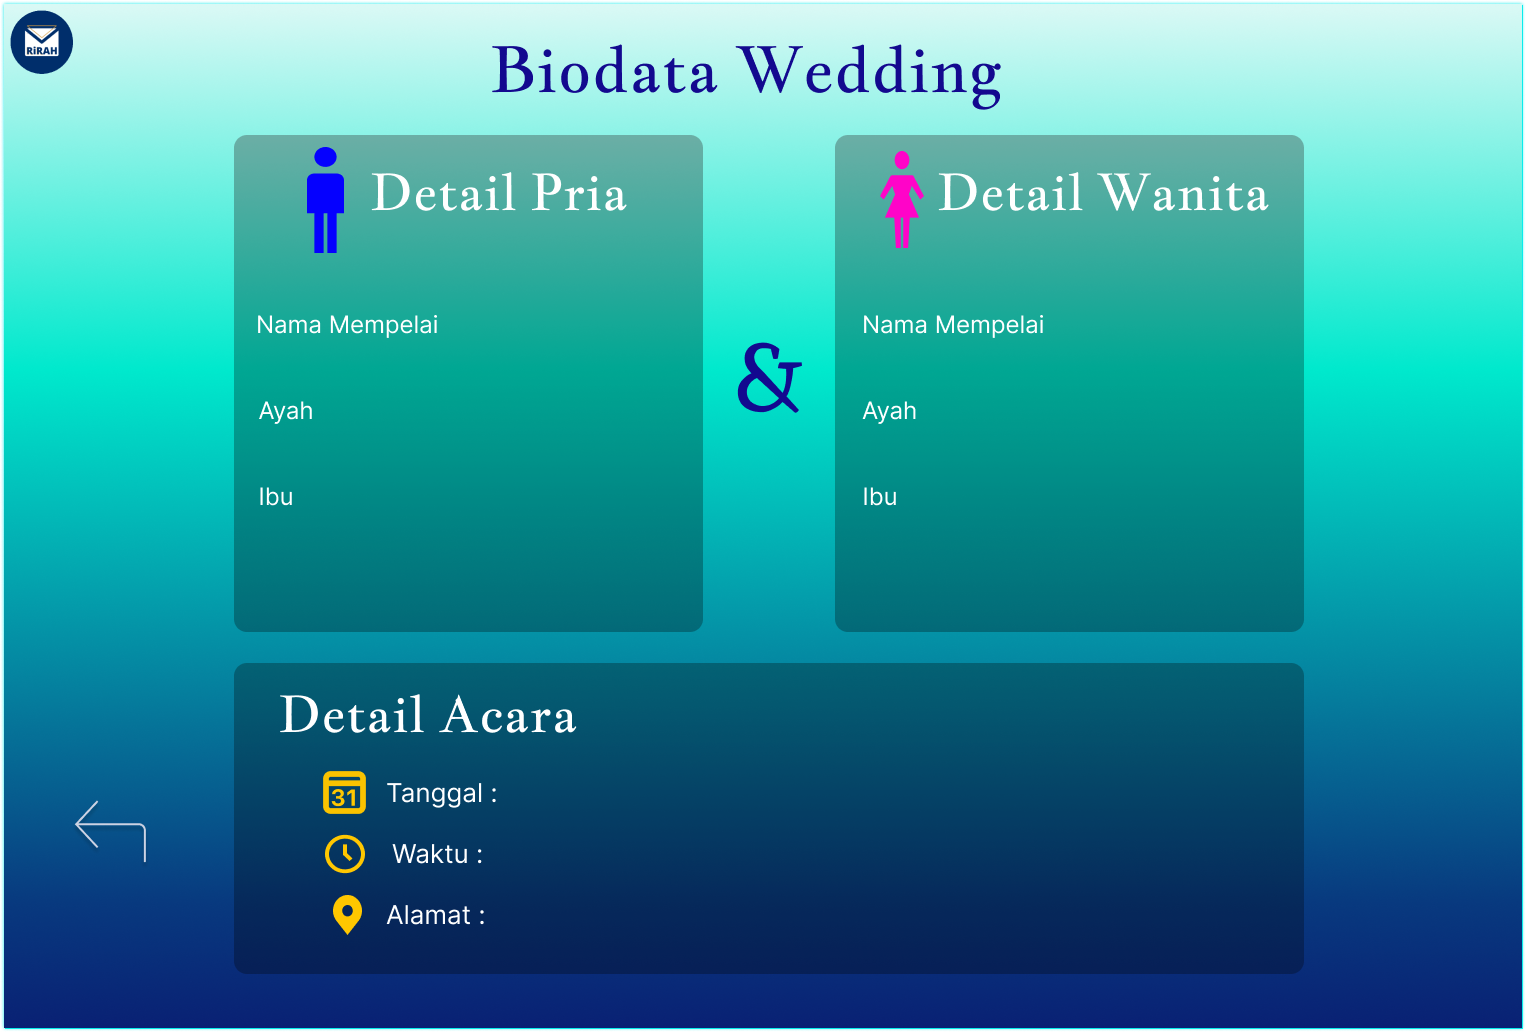 RiRAH
Biodata Wedding
Detail Pria
Nama Mempelai
Ayah
Ibu
&
Detail Wanita
Nama Mempelai
Ayah
Ibu
Detail Acara
31
Tanggal :
Waktu :
Alamat :